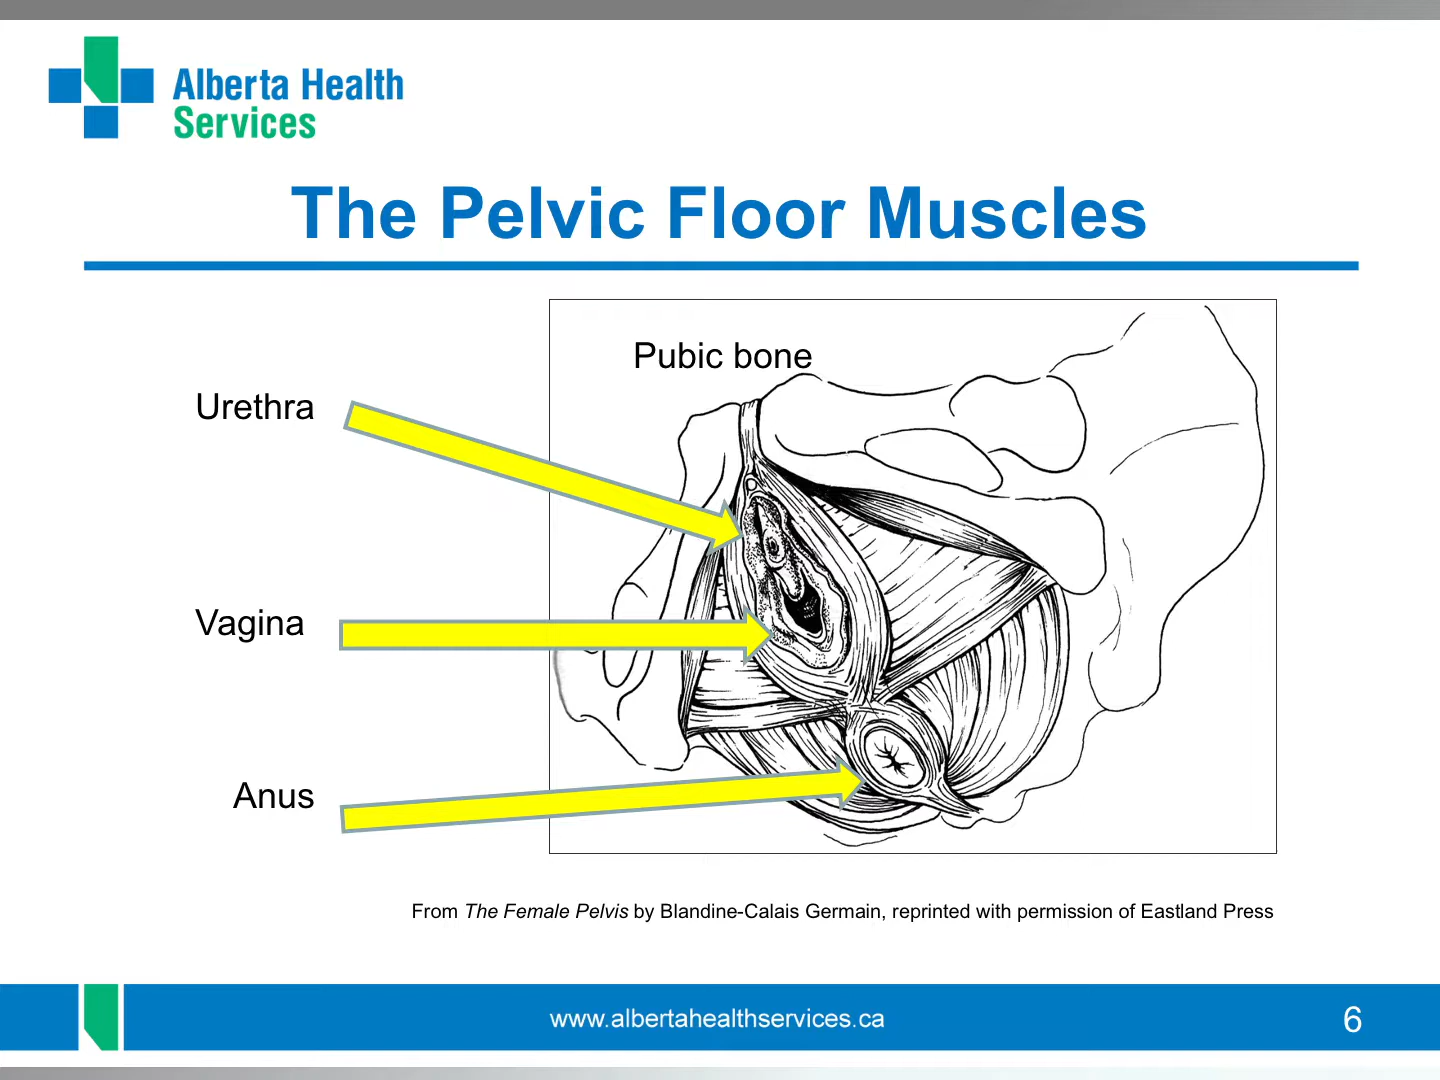 Alberta Health
Services
The Pelvic Floor Muscles
Pubic bone
Urethra
Vagina
Anus
From The Female Pelvis by Blandine-Calais Germain, reprinted with permission of Eastland Press
www.albertahealthservices.ca
6